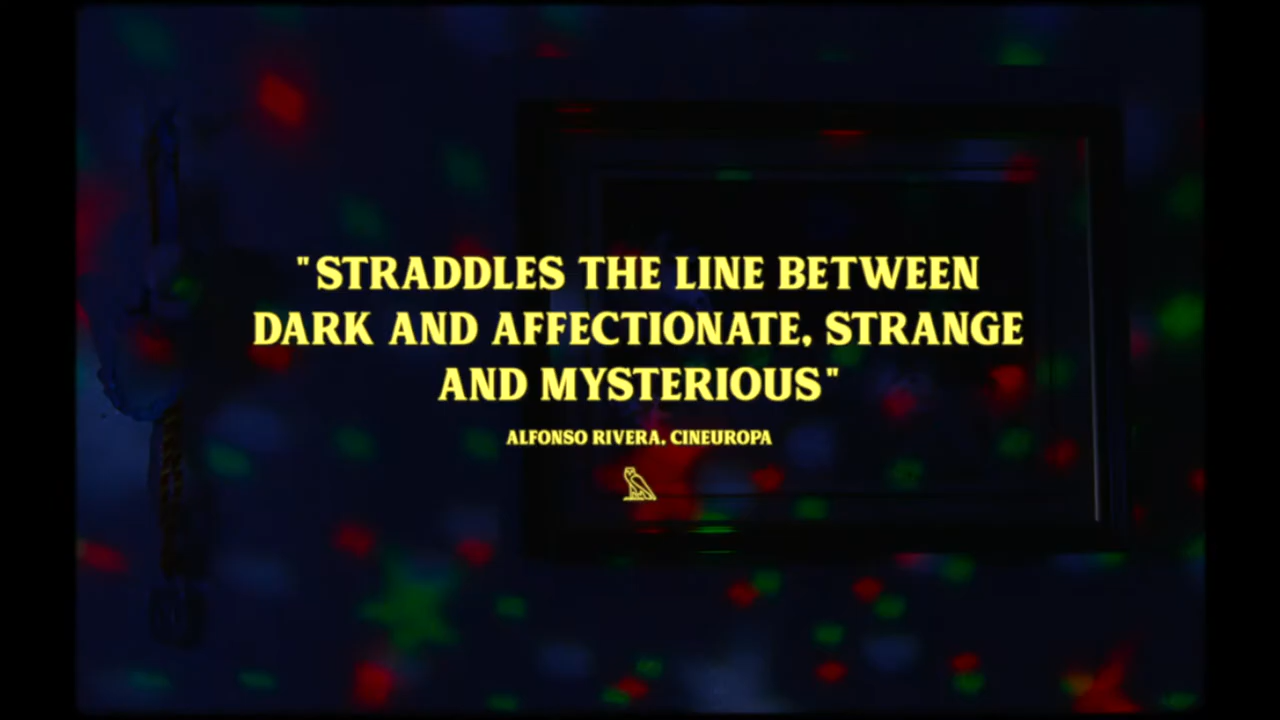 "STRADDLES THE LINE BETWEEN
DARK AND AFFECTIONATE, STRANGE
AND MYSTERIOUS"
ALFONSO RIVERA, CINEUROPA